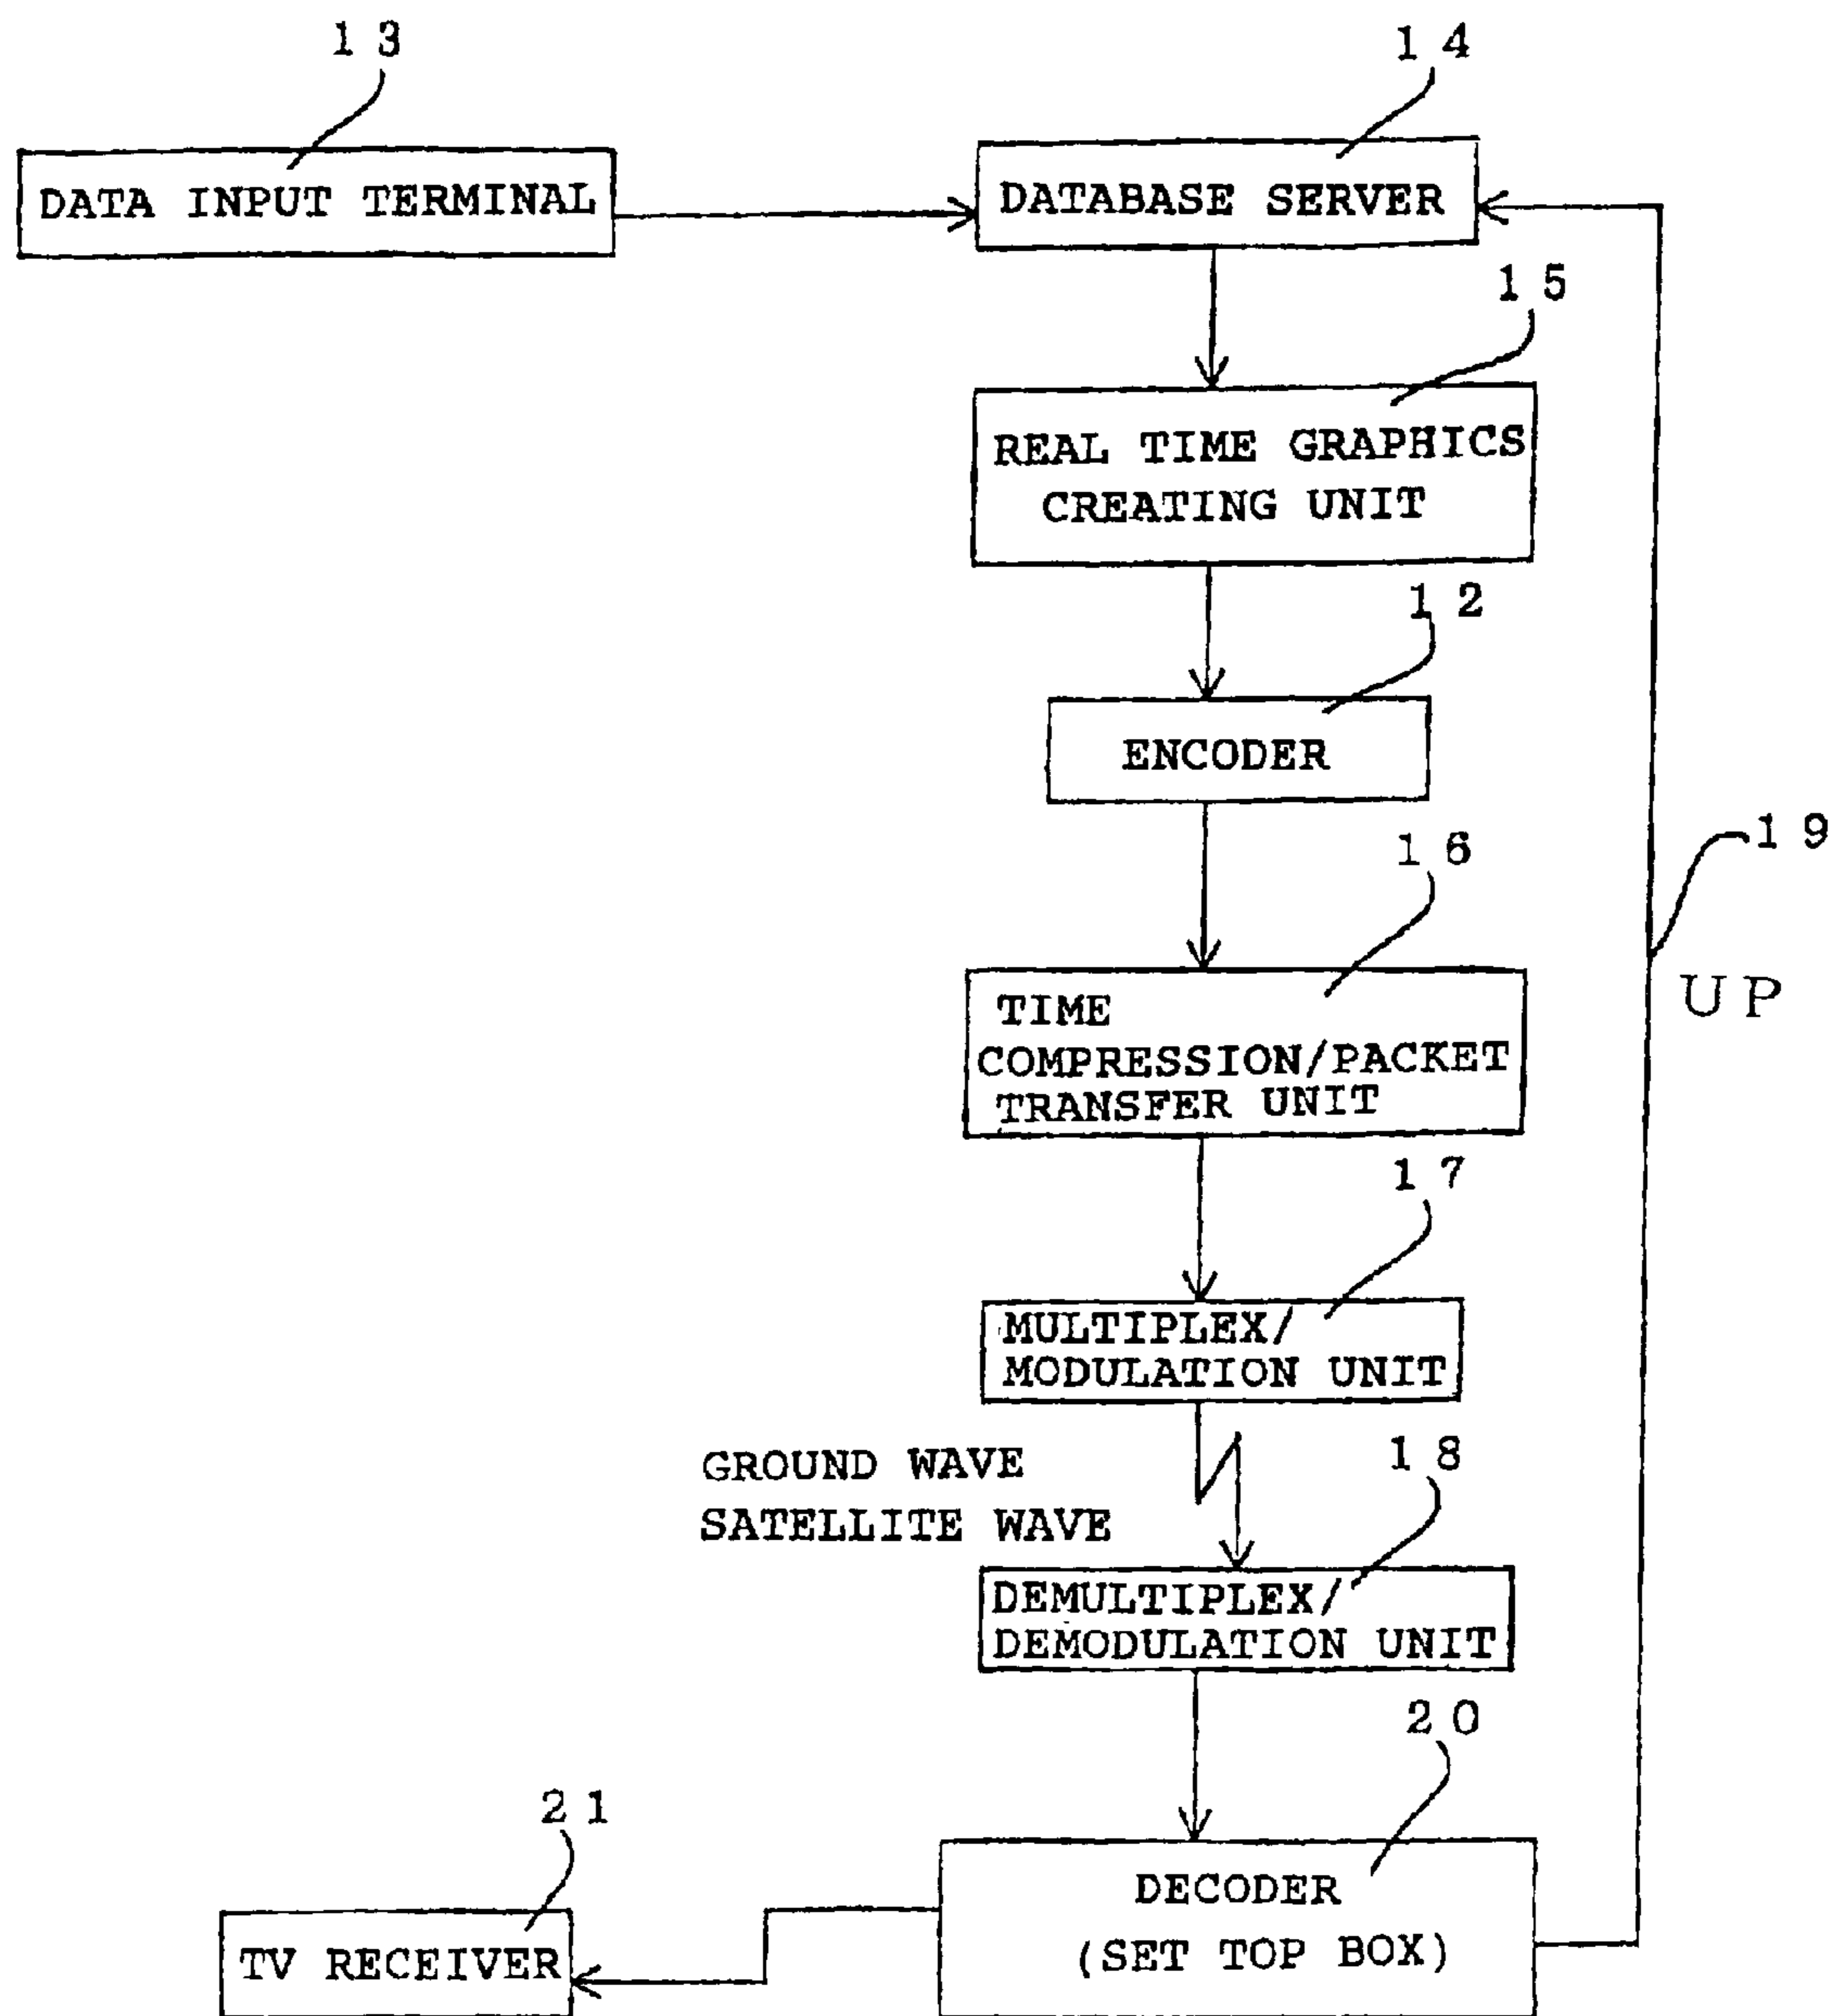 13
14
DATA INPUT TERMINAL
DATABASE SERVER
15
REAL TIME GRAPHICS
CREATING UNIT
12
ENCODER
19
16
UP
TIME
COMPRESSION/PACKET
TRANSFER UNIT
17
MULTIPLEX/
MODULATION UNIT
GROUND WAVE
SATELLITE WAVE
18
DEMULTIPLEX/
DEMODULATION UNIT
20
21
DECODER
(SET TOP BOX)
TV RECEIVER